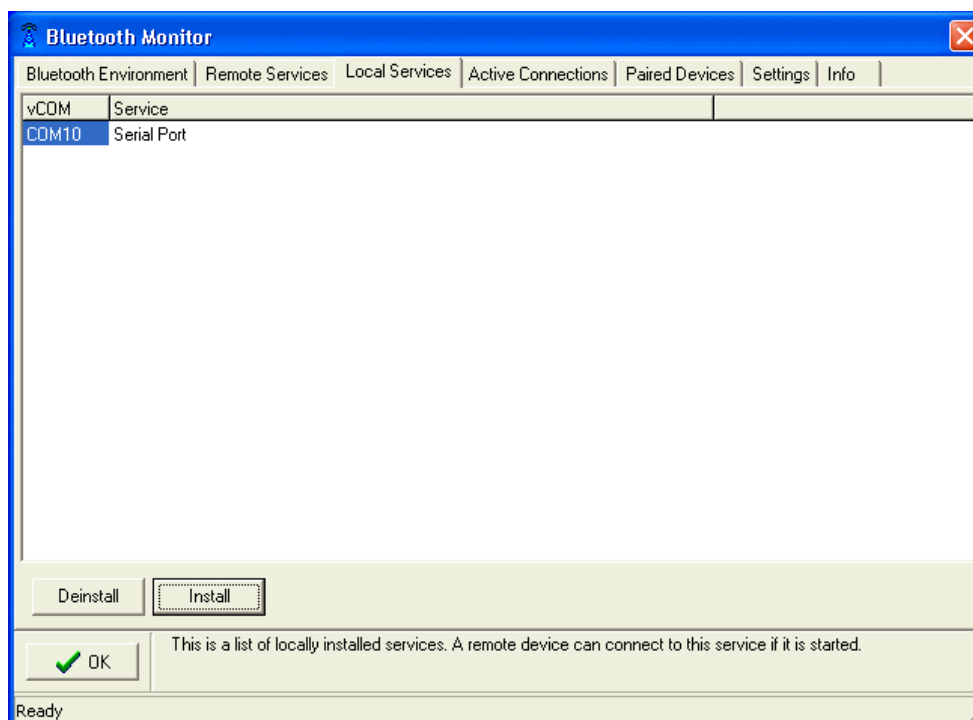 Bluetooth Monitor
Bluetooth Environment Remote Services Local Services Active Connections Paired Devices Settings Info
vCOM Service
COM10 Serial Port
Deinstall Install
OK This is a list of locally installed services. A remote device can connect to this service if it is started.
Ready